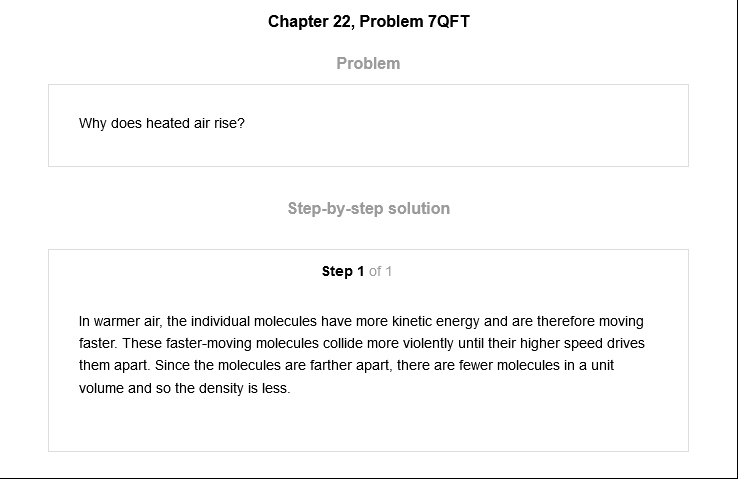 Chapter 22, Problem 7QFT
Problem
Why does heated air rise?
Step-by-step solution
Step 1 of 1
In warmer air, the individual molecules have more kinetic energy and are therefore moving
faster. These faster-moving molecules collide more violently until their higher speed drives
them apart. Since the molecules are farther apart, there are fewer molecules in a unit
volume and so the density is less.